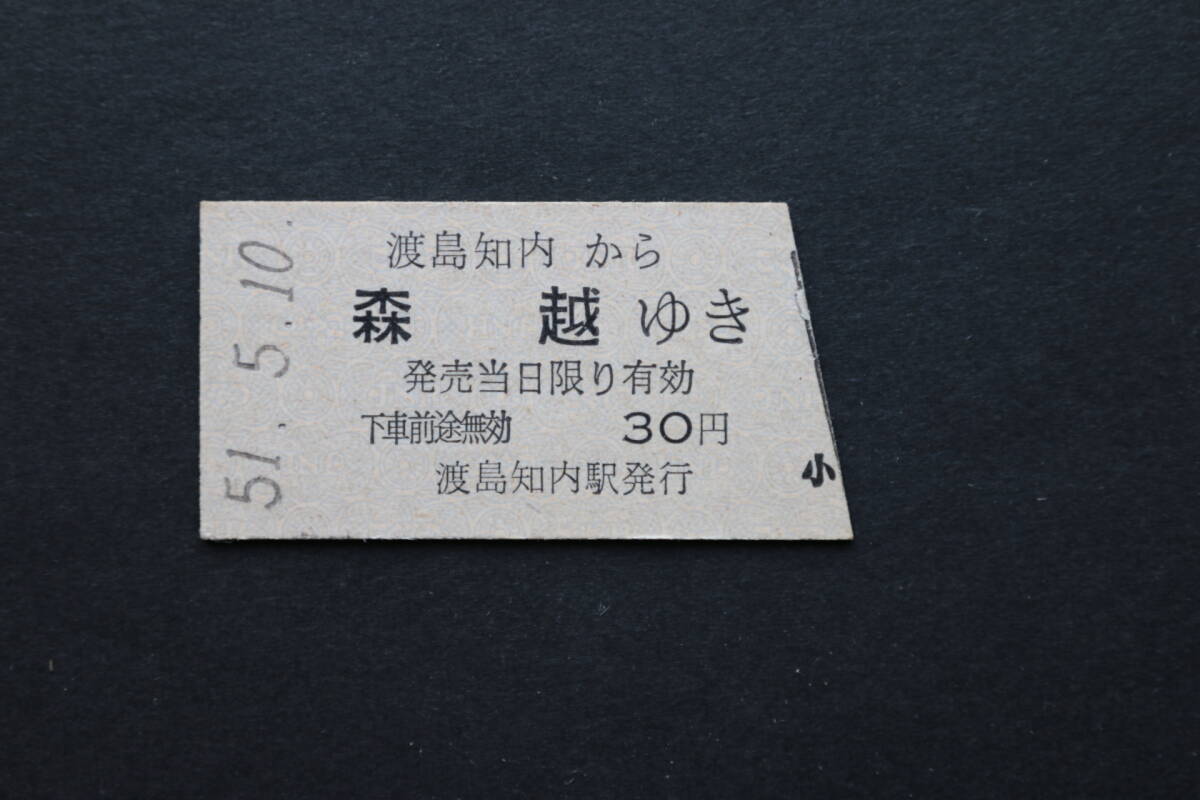 51. 5. 10.
渡島知内 から
森 越 ゆき
発売当日限り有効
下車前途無効 30円
渡島知内駅発行
小